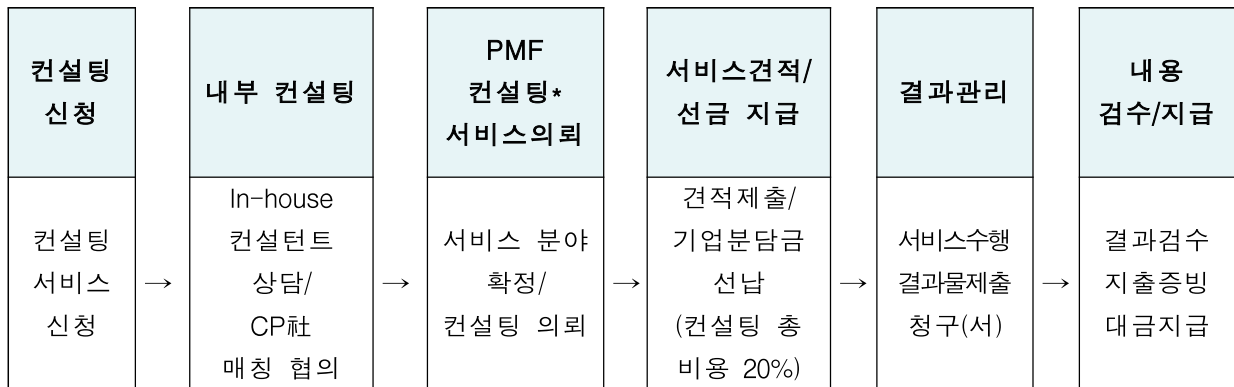 컨설팅
신청
내부 컨설팅
PMF
컨설팅*
서비스의뢰
서비스견적/
선금 지급
결과관리
내용
검수/지급
컨설팅
서비스
신청
→
In-house
컨설턴트
상담/
CP社
매칭 협의
→
서비스 분야
확정/
컨설팅 의뢰
→
견적제출/
기업분담금
선납
(컨설팅 총
비용 20%)
→
서비스수행
결과물제출
청구(서)
→
결과검수
지출증빙
대금지급